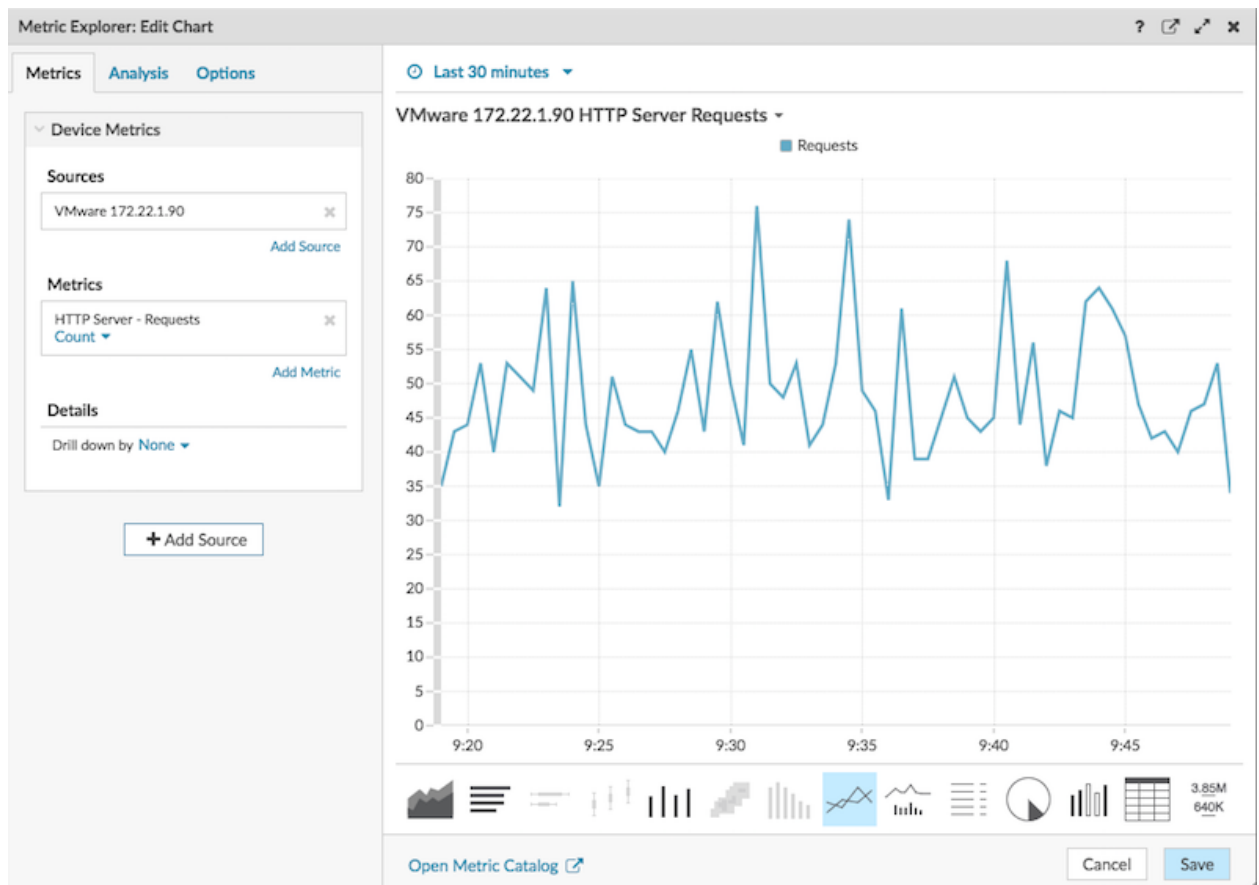 Metric Explorer: Edit Chart
?
Metrics
Analysis
Options
Device Metrics
Sources
VMware 172.22.1.90
Add Source
Metrics
HTTP Server - Requests
Count
Add Metric
Details
Drill down by None
+ Add Source
Last 30 minutes
VMware 172.22.1.90 HTTP Server Requests
Requests
80
75
70
65
60
55
50
45
40
35
30
25
20
15
10
5
0
9:20 9:25 9:30 9:35 9:40 9:45
3.85M
640K
Open Metric Catalog
Cancel
Save